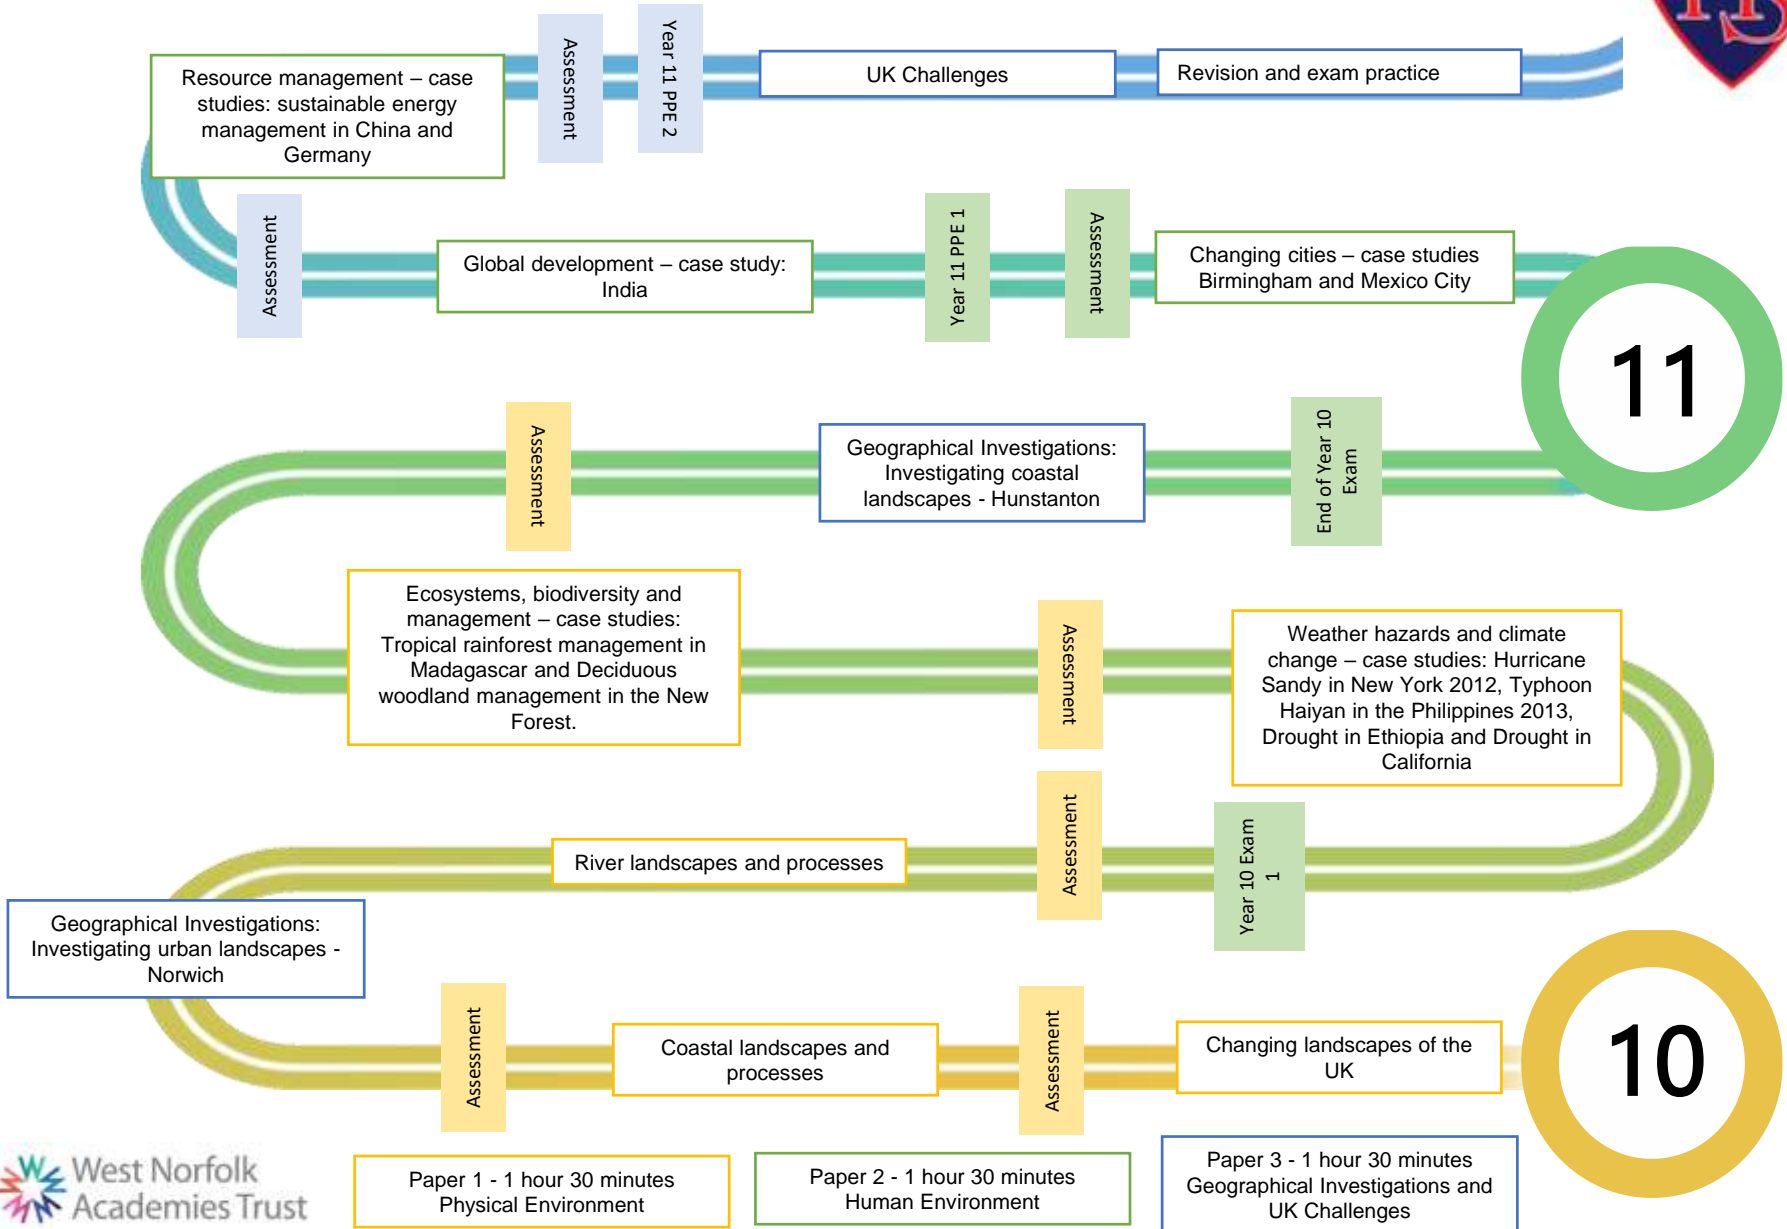 Resource management – case
studies: sustainable energy
management in China and
Germany
Assessment
Year 11 PPE 2
UK Challenges
Revision and exam practice
Assessment
Global development – case study:
India
Year 11 PPE 1
Assessment
Changing cities – case studies
Birmingham and Mexico City
11
Assessment
Geographical Investigations:
Investigating coastal
landscapes - Hunstanton
End of Year 10
Exam
Ecosystems, biodiversity and
management – case studies:
Tropical rainforest management in
Madagascar and Deciduous
woodland management in the New
Forest.
Assessment
Weather hazards and climate
change – case studies: Hurricane
Sandy in New York 2012, Typhoon
Haiyan in the Philippines 2013,
Drought in Ethiopia and Drought in
California
River landscapes and processes
Assessment
Year 10 Exam
1
Geographical Investigations:
Investigating urban landscapes -
Norwich
Assessment
Coastal landscapes and
processes
Assessment
Changing landscapes of the
UK
10
West Norfolk
Academies Trust
Paper 1 - 1 hour 30 minutes
Physical Environment
Paper 2 - 1 hour 30 minutes
Human Environment
Paper 3 - 1 hour 30 minutes
Geographical Investigations and
UK Challenges